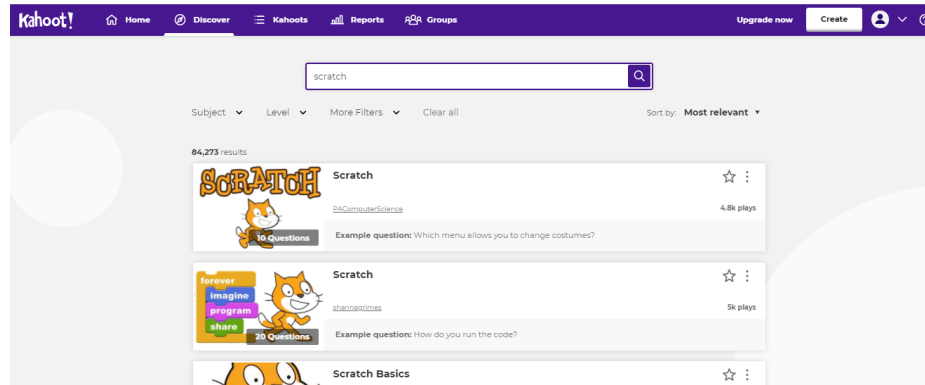 Kahoot! Home Discover Kahoots Reports Groups Upgrade now Create
scratch
Subject Level More Filters Clear all Sort by: Most relevant
84,273 results
SCRATCH
10 Questions
Scratch
PAComputerScience
4.8k plays
Example question: Which menu allows you to change costumes?
forever
imagine
program
share
20 Questions
Scratch
shannagrimes
5k plays
Example question: How do you run the code?
Scratch Basics